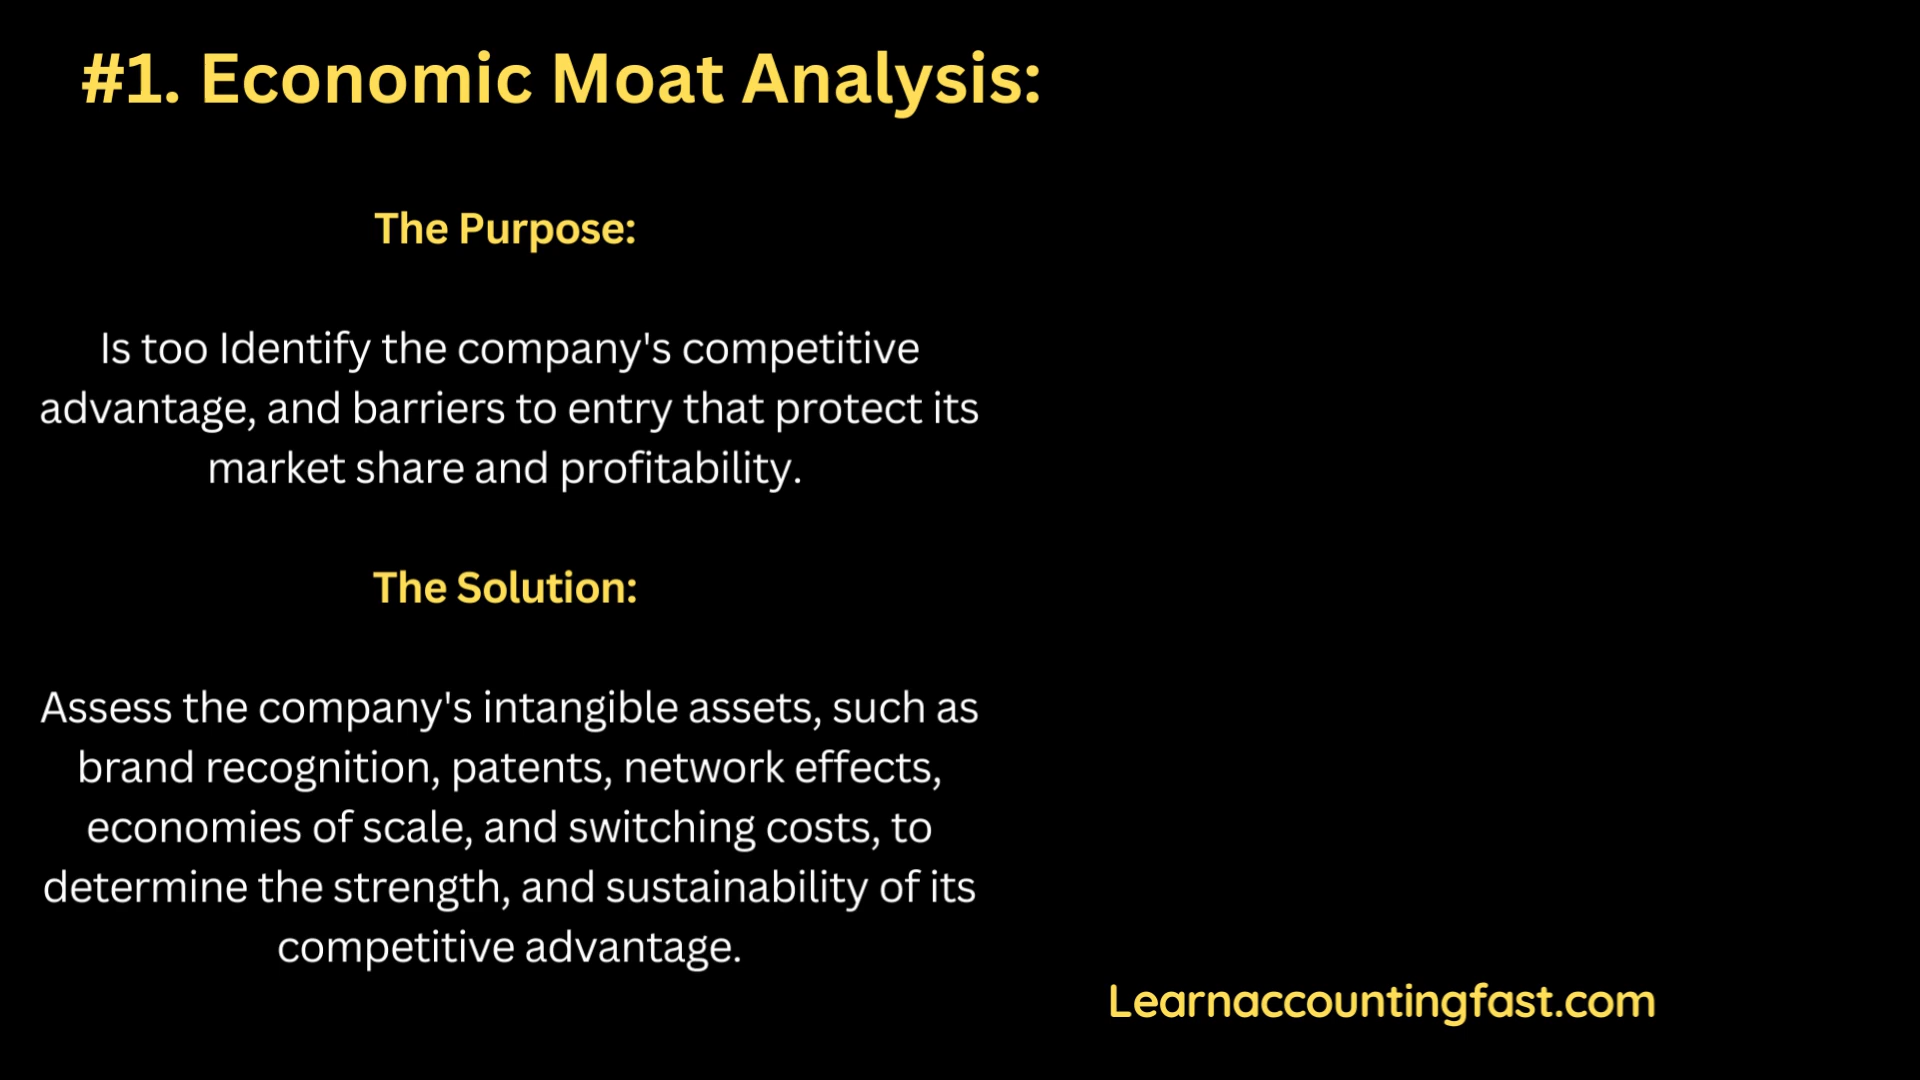 #1. Economic Moat Analysis:
The Purpose:
Is too Identify the company's competitive
advantage, and barriers to entry that protect its
market share and profitability.
The Solution:
Assess the company's intangible assets, such as
brand recognition, patents, network effects,
economies of scale, and switching costs, to
determine the strength, and sustainability of its
competitive advantage.
Learnaccountingfast.com